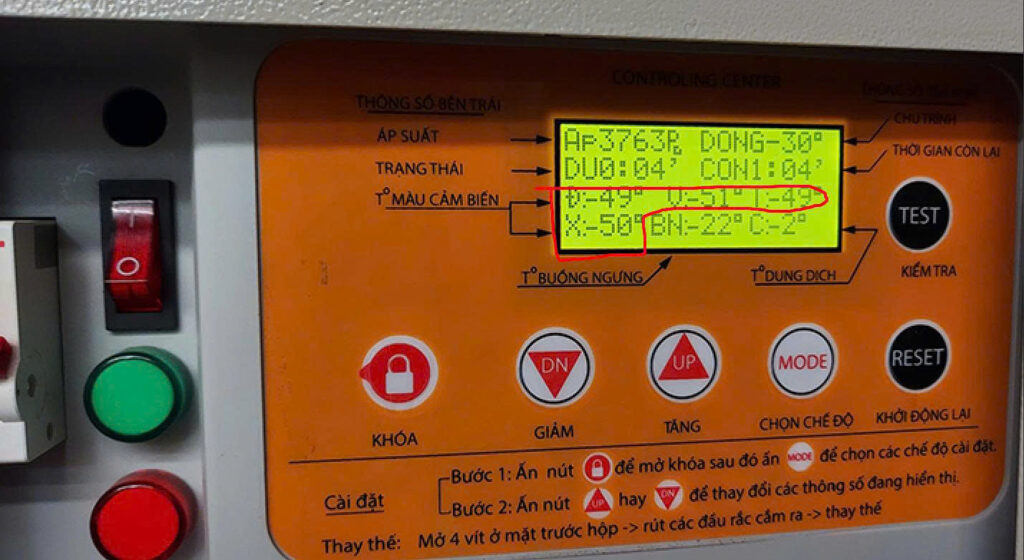 CONTROLING CENTER
THÔNG SỐ BÊN TRÁI
ÁP SUẤT
TRẠNG THÁI
T° MÀU CẢM BIẾN
DONG-30°
DU0:04' CON1:04'
Đ:-49° V:-51° T:-49°
X:-50° BN:-22° C:-2°
CHU TRÌNH
THỜI GIAN CÒN LẠI
T° BUỒNG NGƯNG
T° DUNG DỊCH
TEST
KIỂM TRA
DN
UP
MODE
RESET
KHÓA
GIẢM
TĂNG
CHỌN CHẾ ĐỘ
KHỞI ĐỘNG LẠI
Cài đặt
Bước 1: Ấn nút để mở khóa sau đó ấn MODE để chọn các chế độ cài đặt.
Bước 2: Ấn nút UP hay DN để thay đổi các thông số đang hiển thị.
Thay thế: Mở 4 vít ở mặt trước hộp -> rút các đầu rắc cắm ra -> thay thế